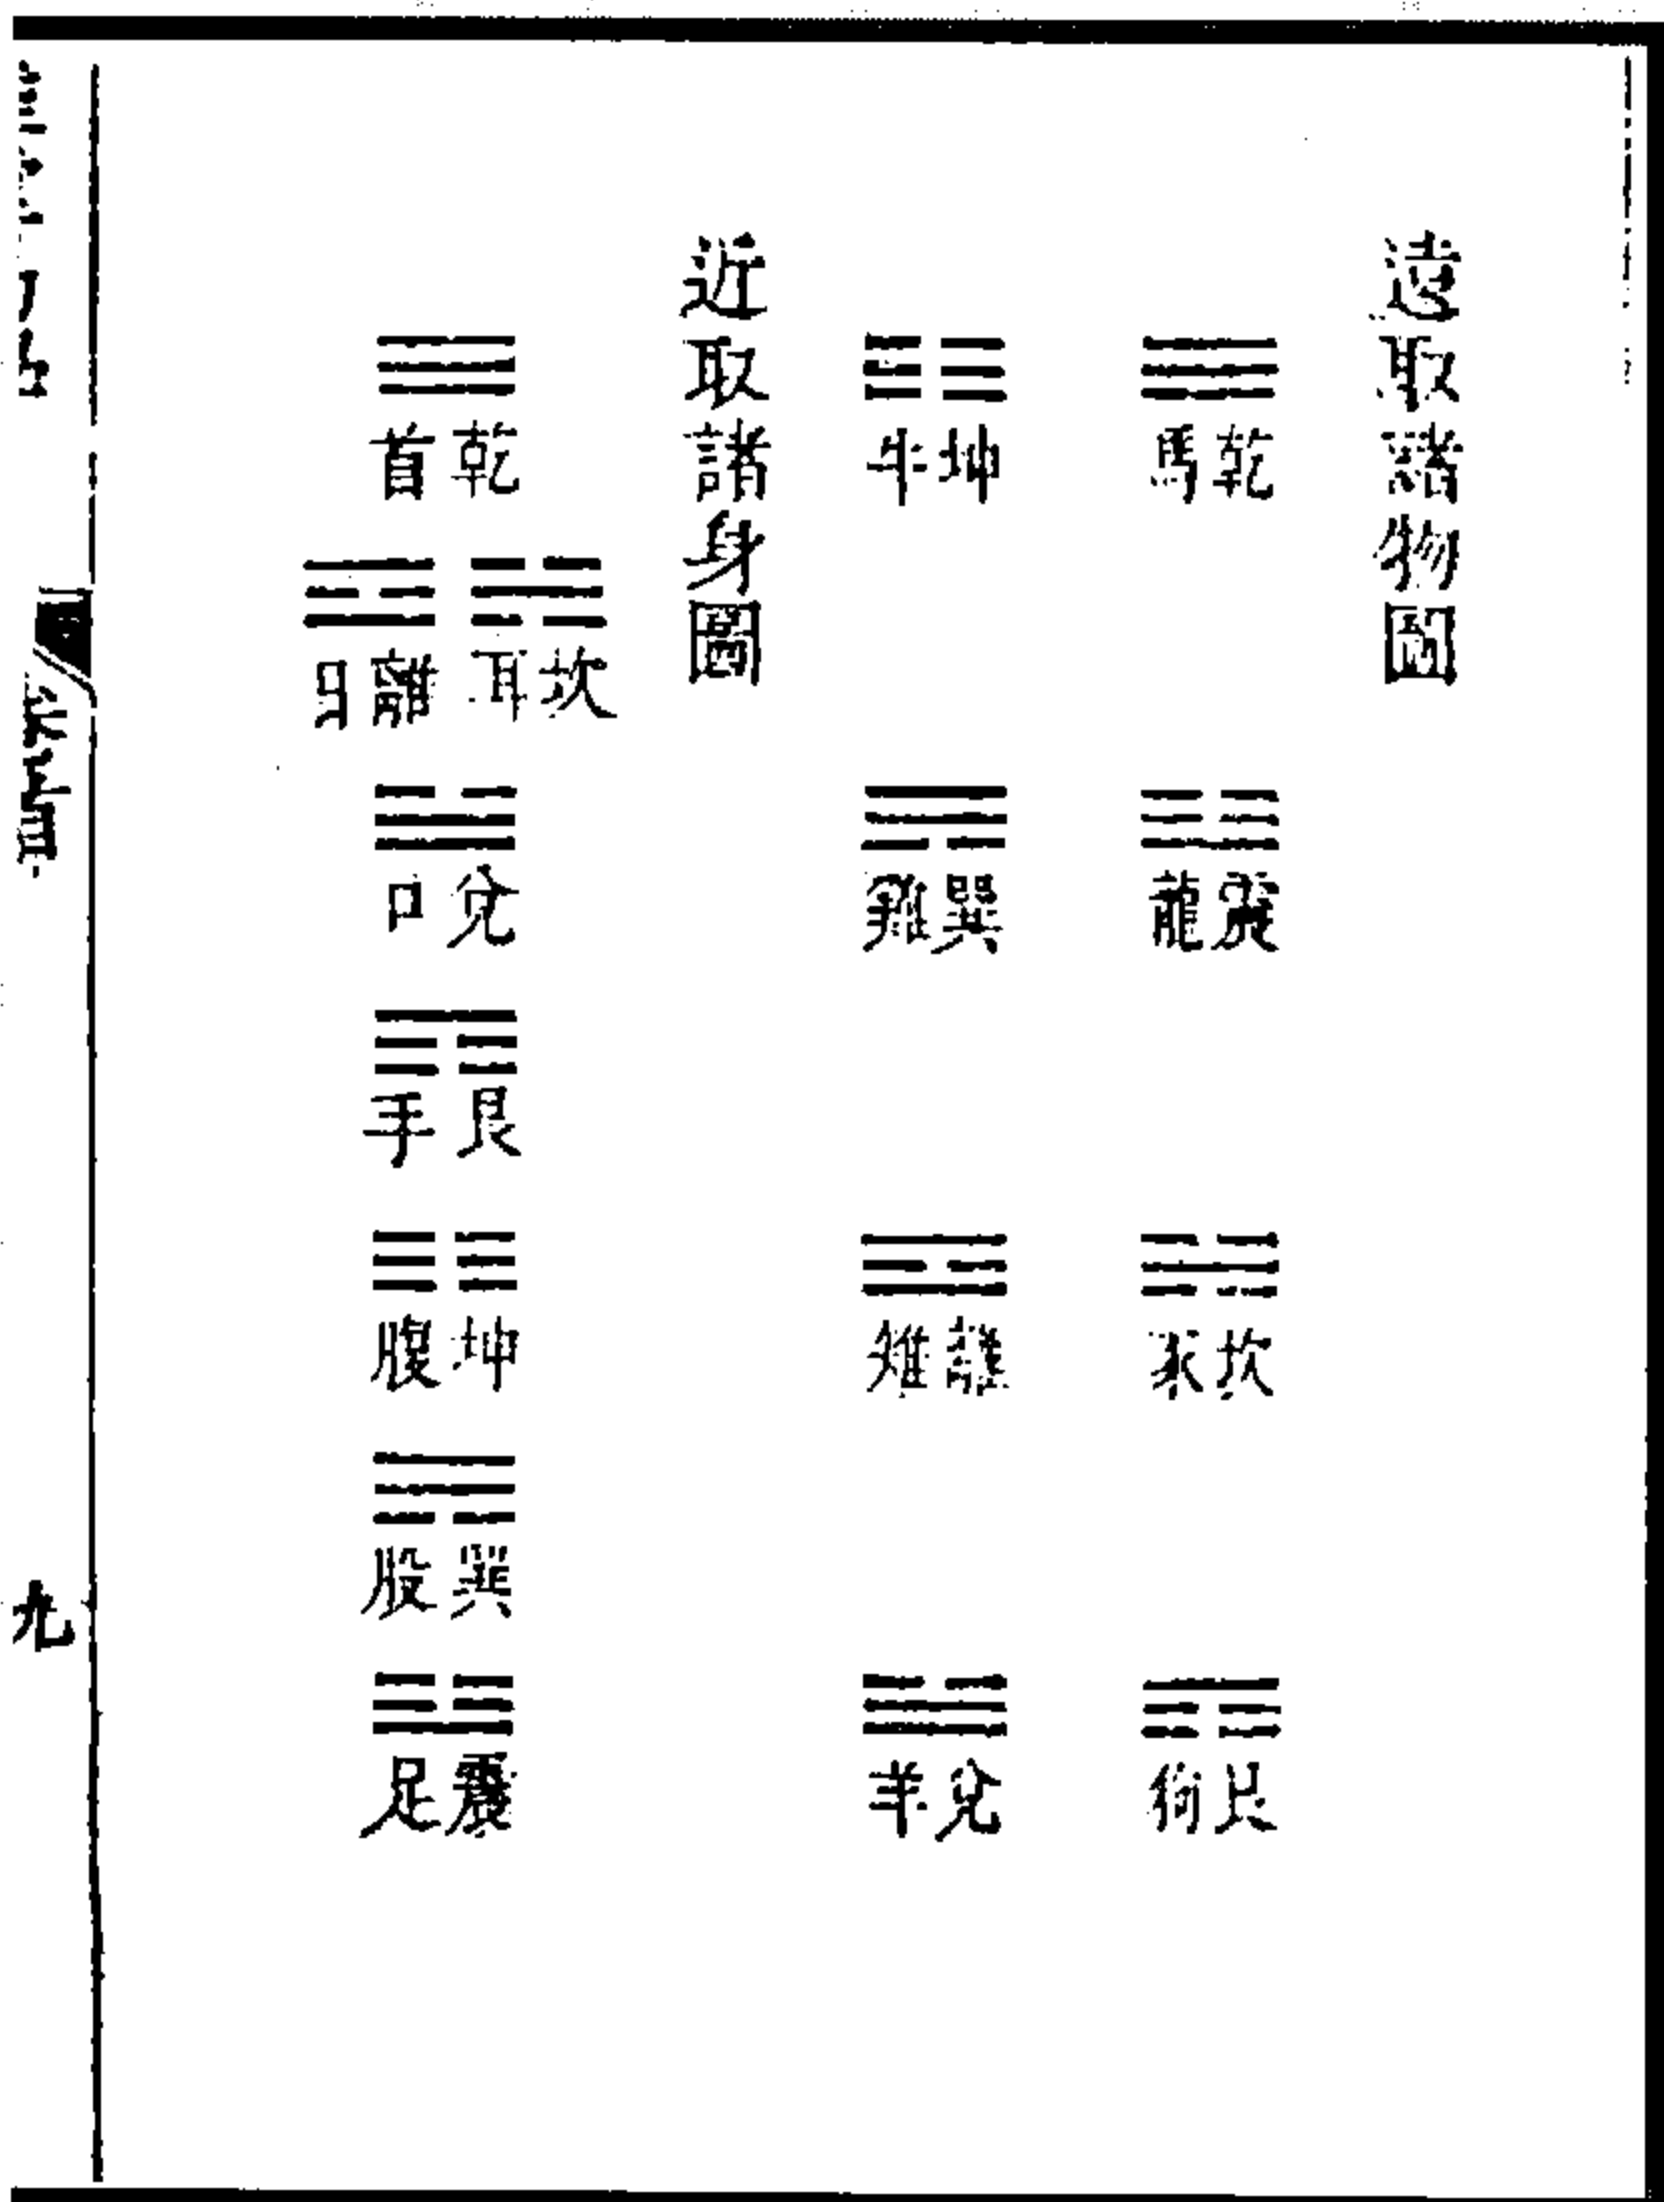 遠取諸物圖
乾馬
震龍
坎豕
艮狗
坤牛
巽雞
離雉
兌羊
近取諸身圖
乾首
坎耳
離目
兌口
艮手
坤腹
巽股
震足
九